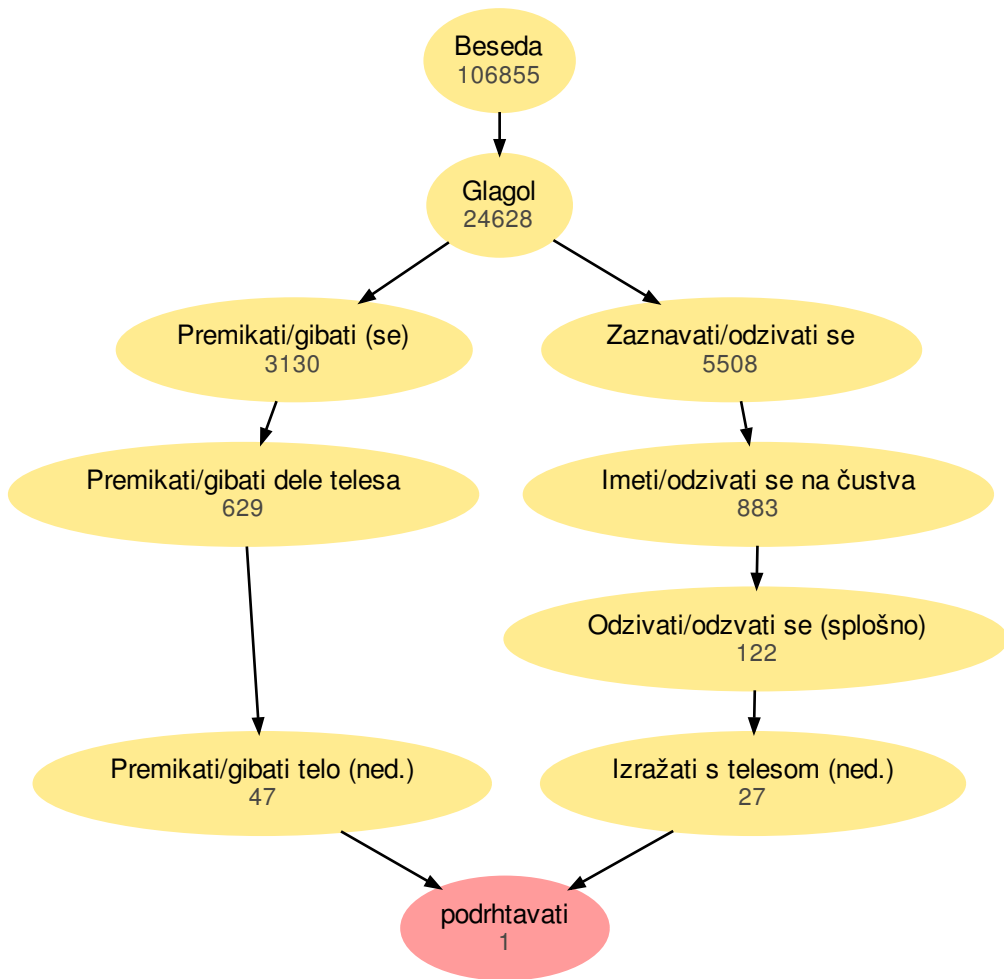 Beseda
106855
Glagol
24628
Premikati/gibati (se)
3130
Zaznavati/odzivati se
5508
Premikati/gibati dele telesa
629
Imeti/odzivati se na čustva
883
Odzivati/odzvati se (splošno)
122
Premikati/gibati telo (ned.)
47
Izražati s telesom (ned.)
27
podrhtavati
1